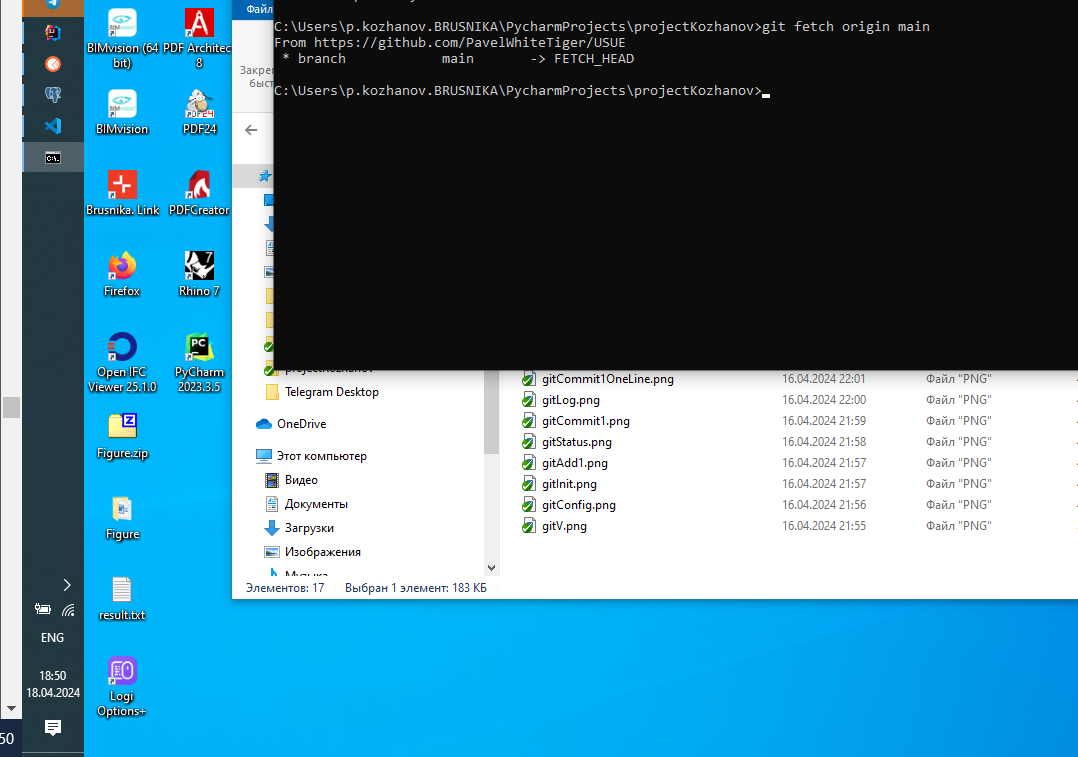 BIMvision (64
bit)
PDF Architec
8
BIMvision
PDF24
Brusnika. Link
PDFCreator
Firefox
Rhino 7
Open IFC
Viewer 25.1.0
PyCharm
2023.3.5
Figure.zip
Figure
result.txt
Logi
Options+
ENG
18:50
18.04.2024
50
Файл
Закреп
быст
C:\Users\p.kozhanov.BRUSNIKA\PycharmProjects\projectKozhanov>git fetch origin main
From https://github.com/PavelWhiteTiger/USUE
 * branch            main       -> FETCH_HEAD
C:\Users\p.kozhanov.BRUSNIKA\PycharmProjects\projectKozhanov>
projectKozhanov
Telegram Desktop
OneDrive
Этот компьютер
Видео
Документы
Загрузки
Изображения
Музыка
gitCommit1OneLine.png 16.04.2024 22:01 Файл "PNG"
gitLog.png 16.04.2024 22:00 Файл "PNG"
gitCommit1.png 16.04.2024 21:59 Файл "PNG"
gitStatus.png 16.04.2024 21:58 Файл "PNG"
gitAdd1.png 16.04.2024 21:57 Файл "PNG"
gitInit.png 16.04.2024 21:57 Файл "PNG"
gitConfig.png 16.04.2024 21:56 Файл "PNG"
gitV.png 16.04.2024 21:55 Файл "PNG"
Элементов: 17 Выбран 1 элемент: 183 КБ